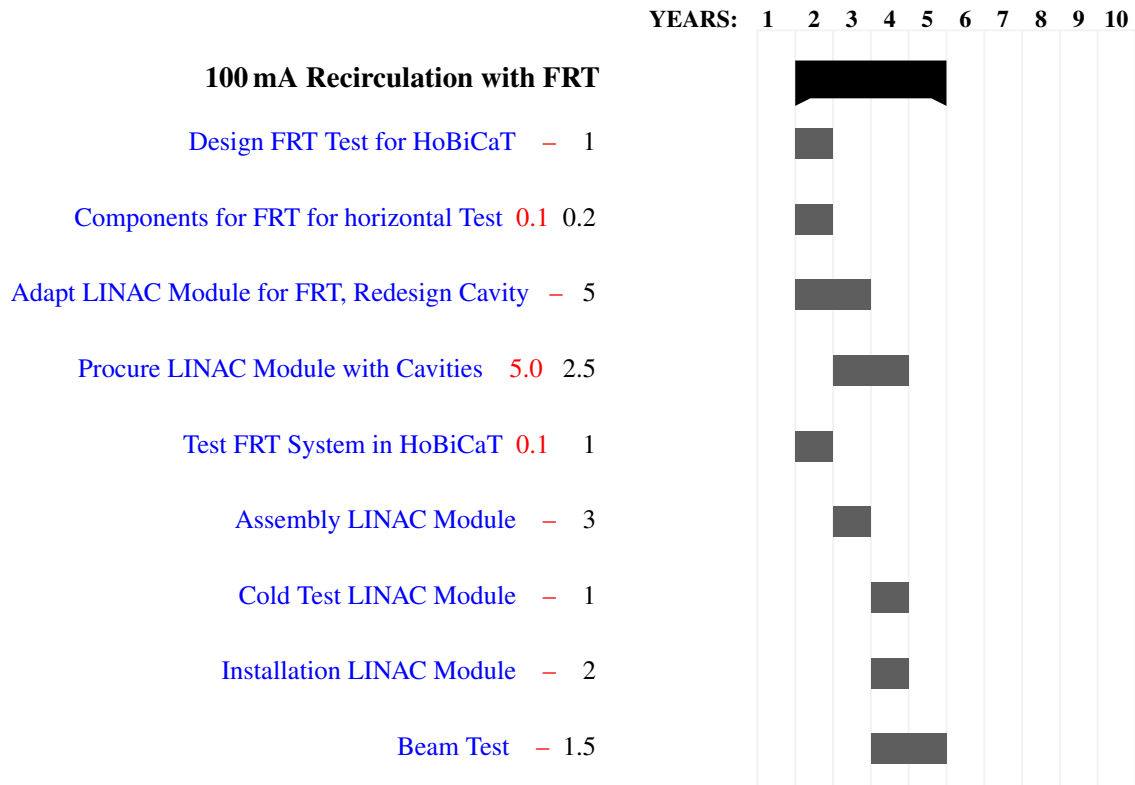 YEARS: 1 2 3 4 5 6 7 8 9 10
100 mA Recirculation with FRT
Design FRT Test for HoBiCaT – 1
Components for FRT for horizontal Test 0.1 0.2
Adapt LINAC Module for FRT, Redesign Cavity – 5
Procure LINAC Module with Cavities 5.0 2.5
Test FRT System in HoBiCaT 0.1 1
Assembly LINAC Module – 3
Cold Test LINAC Module – 1
Installation LINAC Module – 2
Beam Test – 1.5